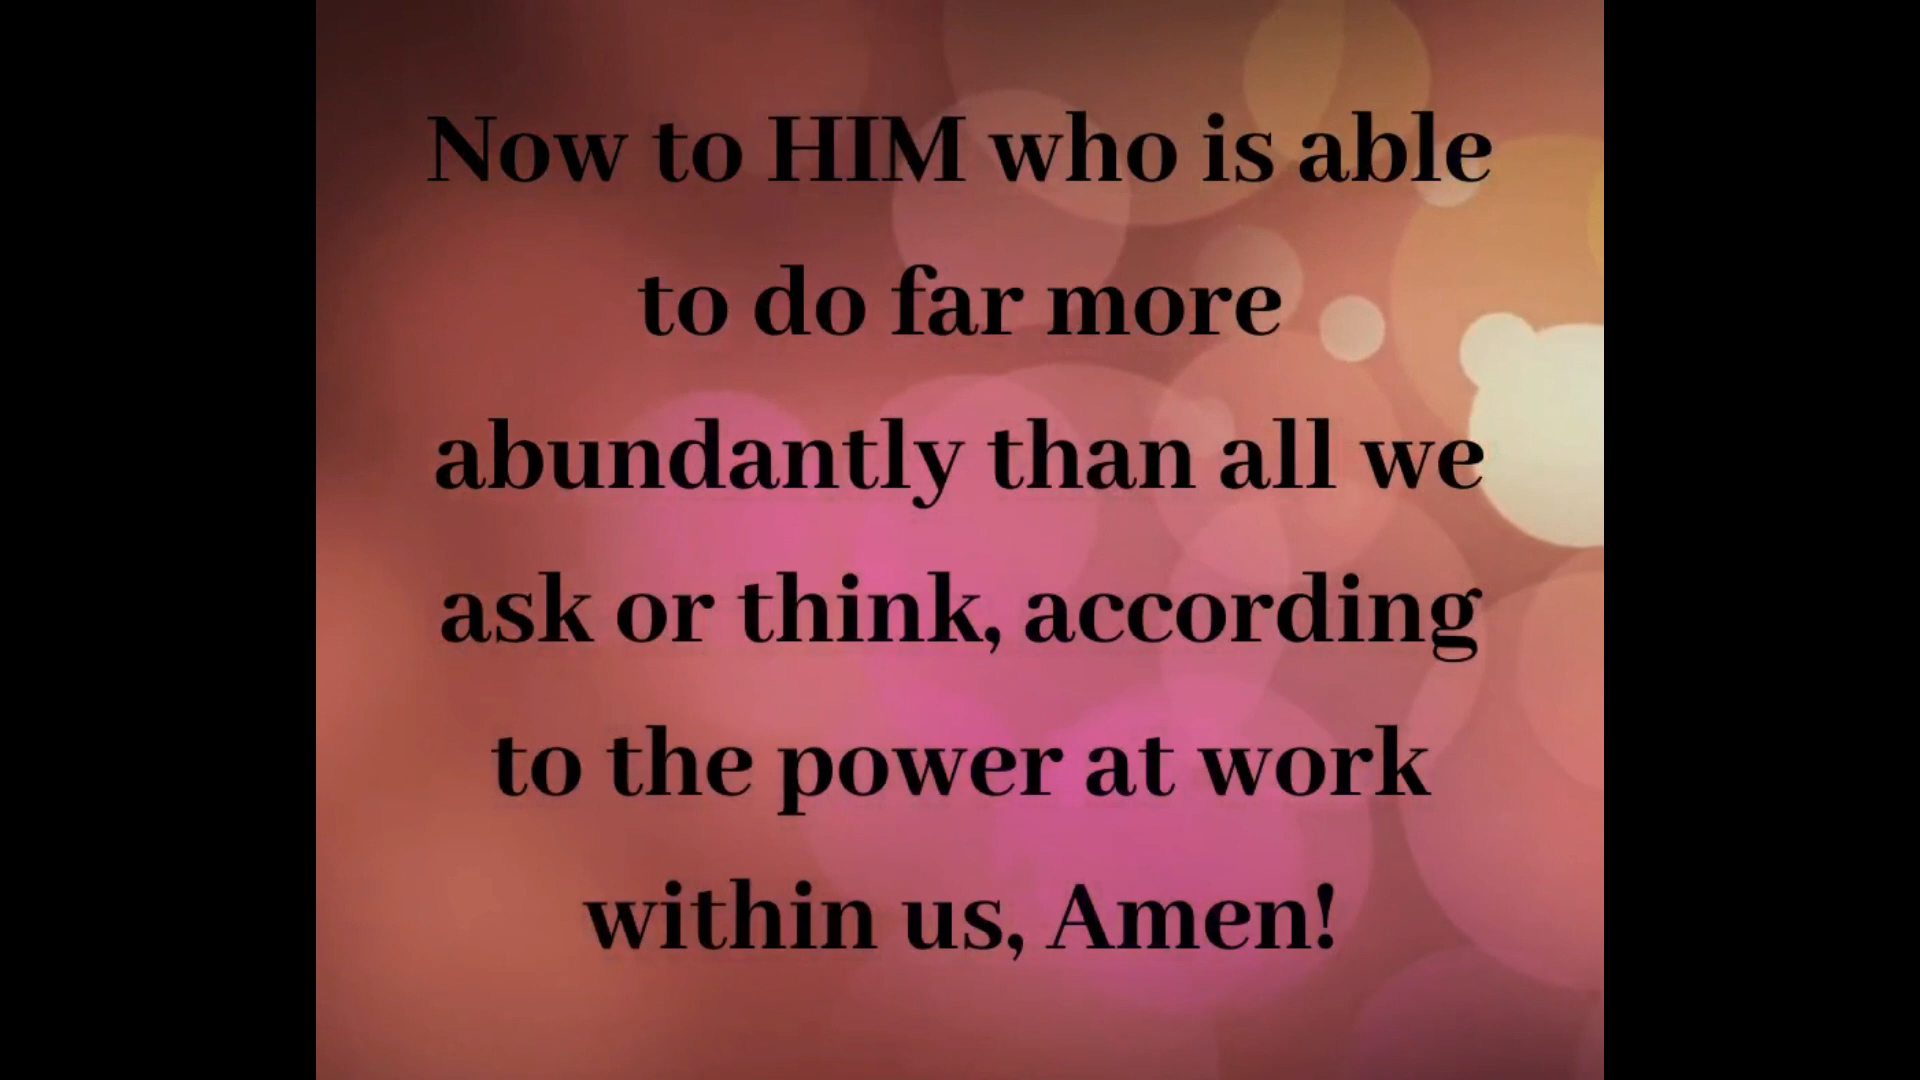 Now to HIM who is able
to do far more
abundantly than all we
ask or think, according
to the power at work
within us, Amen!